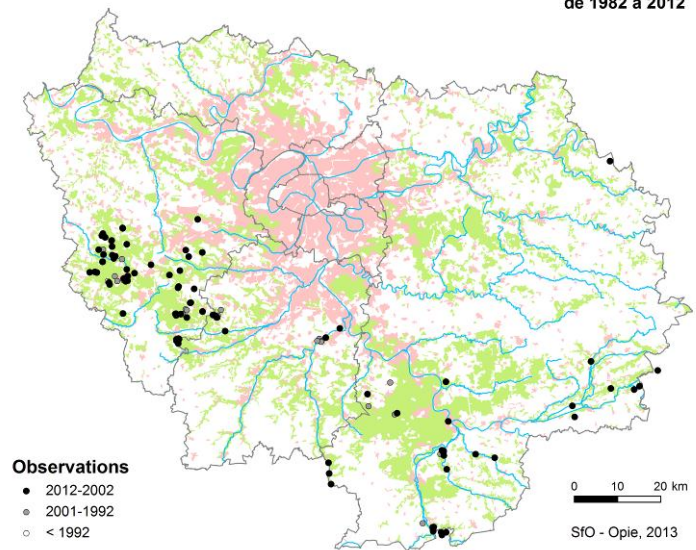 de 1982 à 2012
Observations
2012-2002
2001-1992
< 1992
0 10 20 km
SfO - Opie, 2013